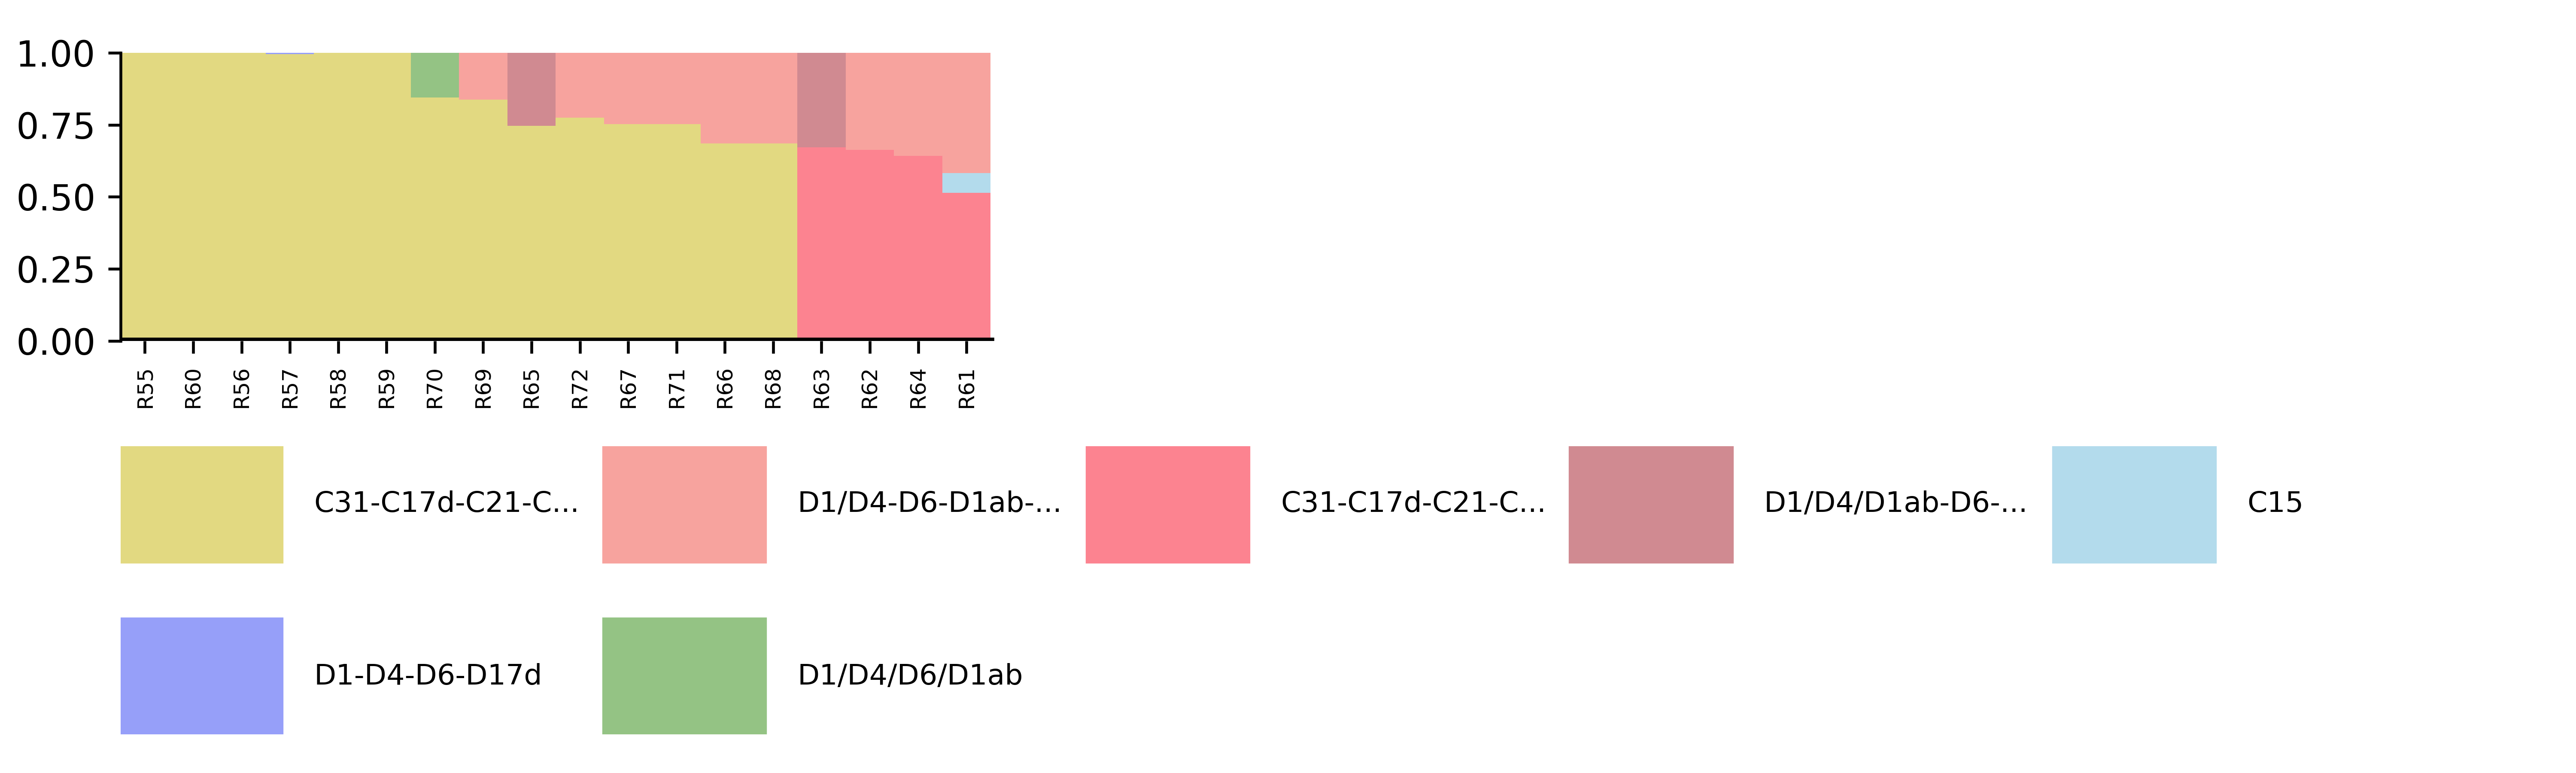 1.00
0.75
0.50
0.25
0.00
R55 R60 R56 R57 R58 R59 R70 R69 R65 R72 R67 R71 R66 R68 R63 R62 R64 R61
C31-C17d-C21-C... D1/D4-D6-D1ab-... C31-C17d-C21-C... D1/D4/D1ab-D6-... C15
D1-D4-D6-D17d D1/D4/D6/D1ab